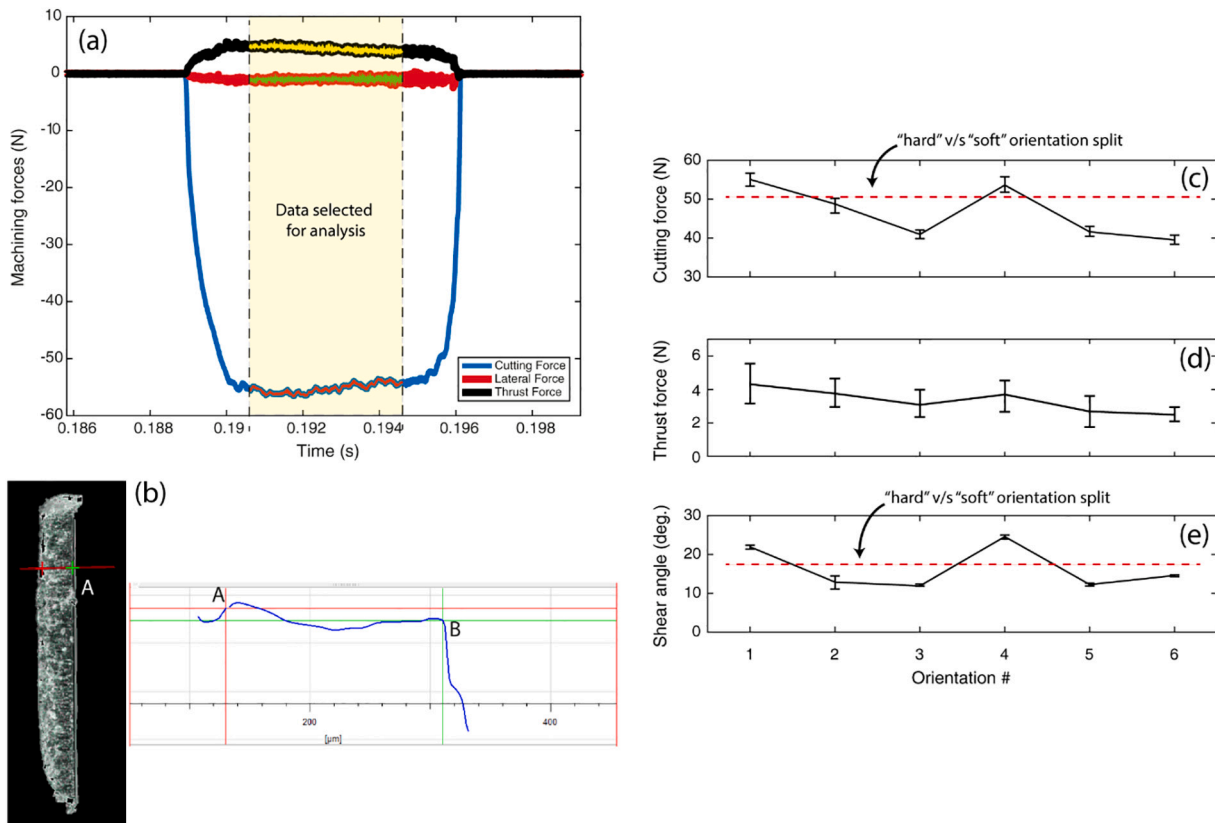 (a)
10
0
-10
-20
-30
-40
-50
-60
Machining forces (N)
Data selected
for analysis
Cutting Force
Lateral Force
Thrust Force
0.186 0.188 0.19 0.192 0.194 0.196 0.198
Time (s)
(b)
A
A
B
200
400
[µm]
"hard" v/s "soft" orientation split
(c)
60
50
40
30
Cutting force (N)
(d)
6
4
2
0
Thrust force (N)
"hard" v/s "soft" orientation split
(e)
30
20
10
0
Shear angle (deg.)
1 2 3 4 5 6
Orientation #